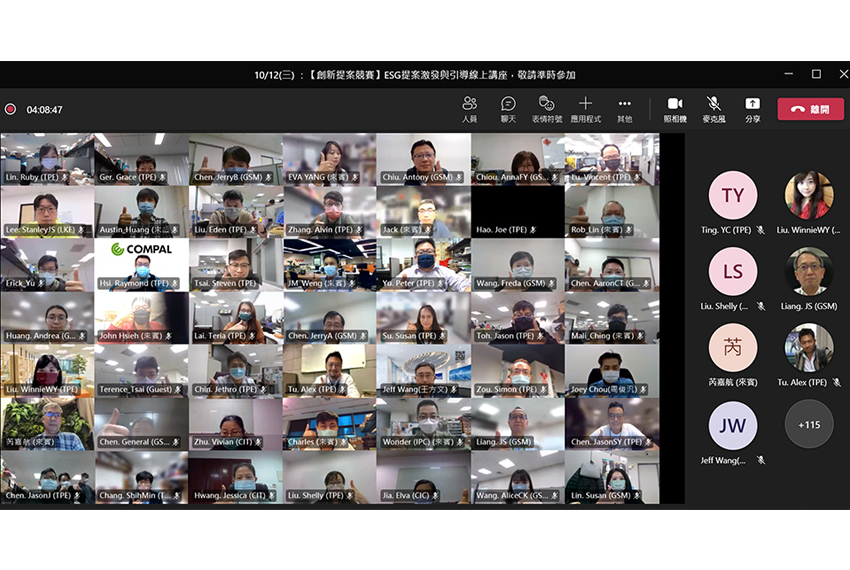 10/12(三) : 【創新提案競賽】ESG提案激發與引導線上講座，敬請準時參加
04:08:47
人員 聊天 表情符號 應用程式 其他 照相機 麥克風 分享 離開
Lin. Ruby (TPE) Ger. Grace (TPE) Chen. JerryB (GSM) EVA YANG (來賓) Chiu. Antony (GSM) Chiou. AnnaFY (GS... Lu. Vincent (TPE)
Lee. StanleyJS (LKE) Austin_Huang (來... Liu. Eden (TPE) Zhang. Alvin (TPE) Jack (來賓) Hao. Joe (TPE) Rob_Lin (來賓)
COMPAL
Erick_Yu Hsi. Raymond (TPE) Tsai. Steven (TPE) JM Weng (來賓) Yu. Peter (TPE) Wang. Freda (GSM) Chen. AaronCT (G...
Huang. Andrea (G... John Hsieh (來賓) Lai. Teria (TPE) Chen. JerryA (GSM) Su. Susan (TPE) Toh. Jason (TPE) Mali_Ching (來賓)
Liu. WinnieWY (TPE) Terence_Tsai (Guest) Chin. Jethro (TPE) Tu. Alex (TPE) Jeff Wang(王方文) Zou. Simon (TPE) Joey Chou(周俊汎)
芮嘉航 (來賓) Chen. General (GS... Zhu. Vivian (CIT) Charles (來賓) Wonder (IPC) (來賓) Liang. JS (GSM) Chen. JasonSY (TPE)
Chen. JasonJ (TPE) Chang. ShihMin (T... Hwang. Jessica (CIT) Liu. Shelly (TPE) Jia. Elva (CIC) Wang. AliceCK (GS... Lin. Susan (GSM)
TY
Ting. YC (TPE) Liu. WinnieWY (...
LS
Liu. Shelly (... Liang. JS (GSM)
芮
芮嘉航 (來賓) Tu. Alex (TPE)
JW +115
Jeff Wang(...